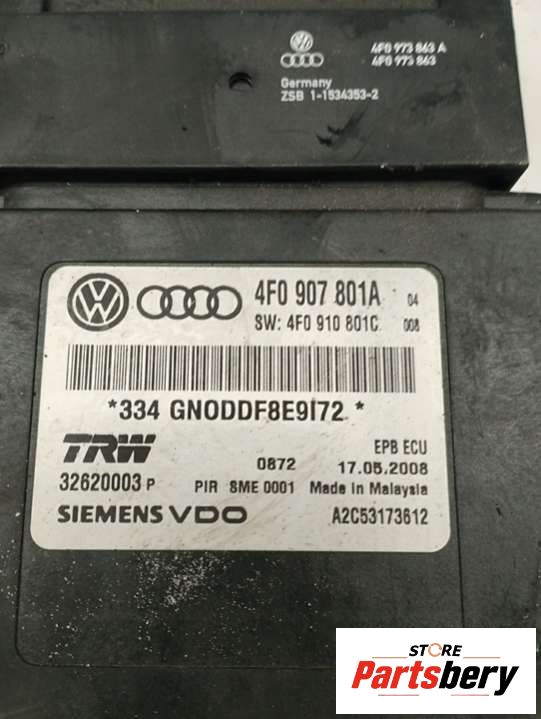 4F0 973 863 A
4F0 973 863
Germany
ZSB 1-1534353-2
4F0 907 801A 04
SW: 4F0 910 801C 008
*334 GNODDF8E9I72 *
TRW EPB ECU
0872 17.05.2008
32620003 P PIR SME 0001 Made in Malaysia
SIEMENS VDO A2C53173612
STORE
Partsbery